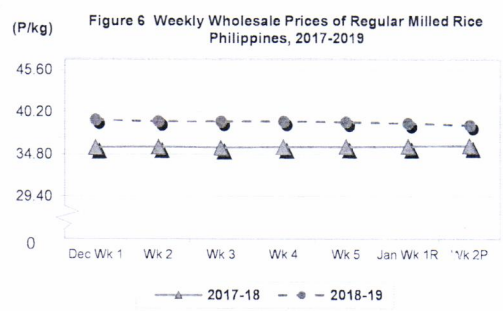 (P/kg)
Figure 6 Weekly Wholesale Prices of Regular Milled Rice
Philippines, 2017-2019
45.60
40.20
34.80
29.40
0
Dec Wk 1 Wk 2 Wk 3 Wk 4 Wk 5 Jan Wk 1R Wk 2P
2017-18 2018-19